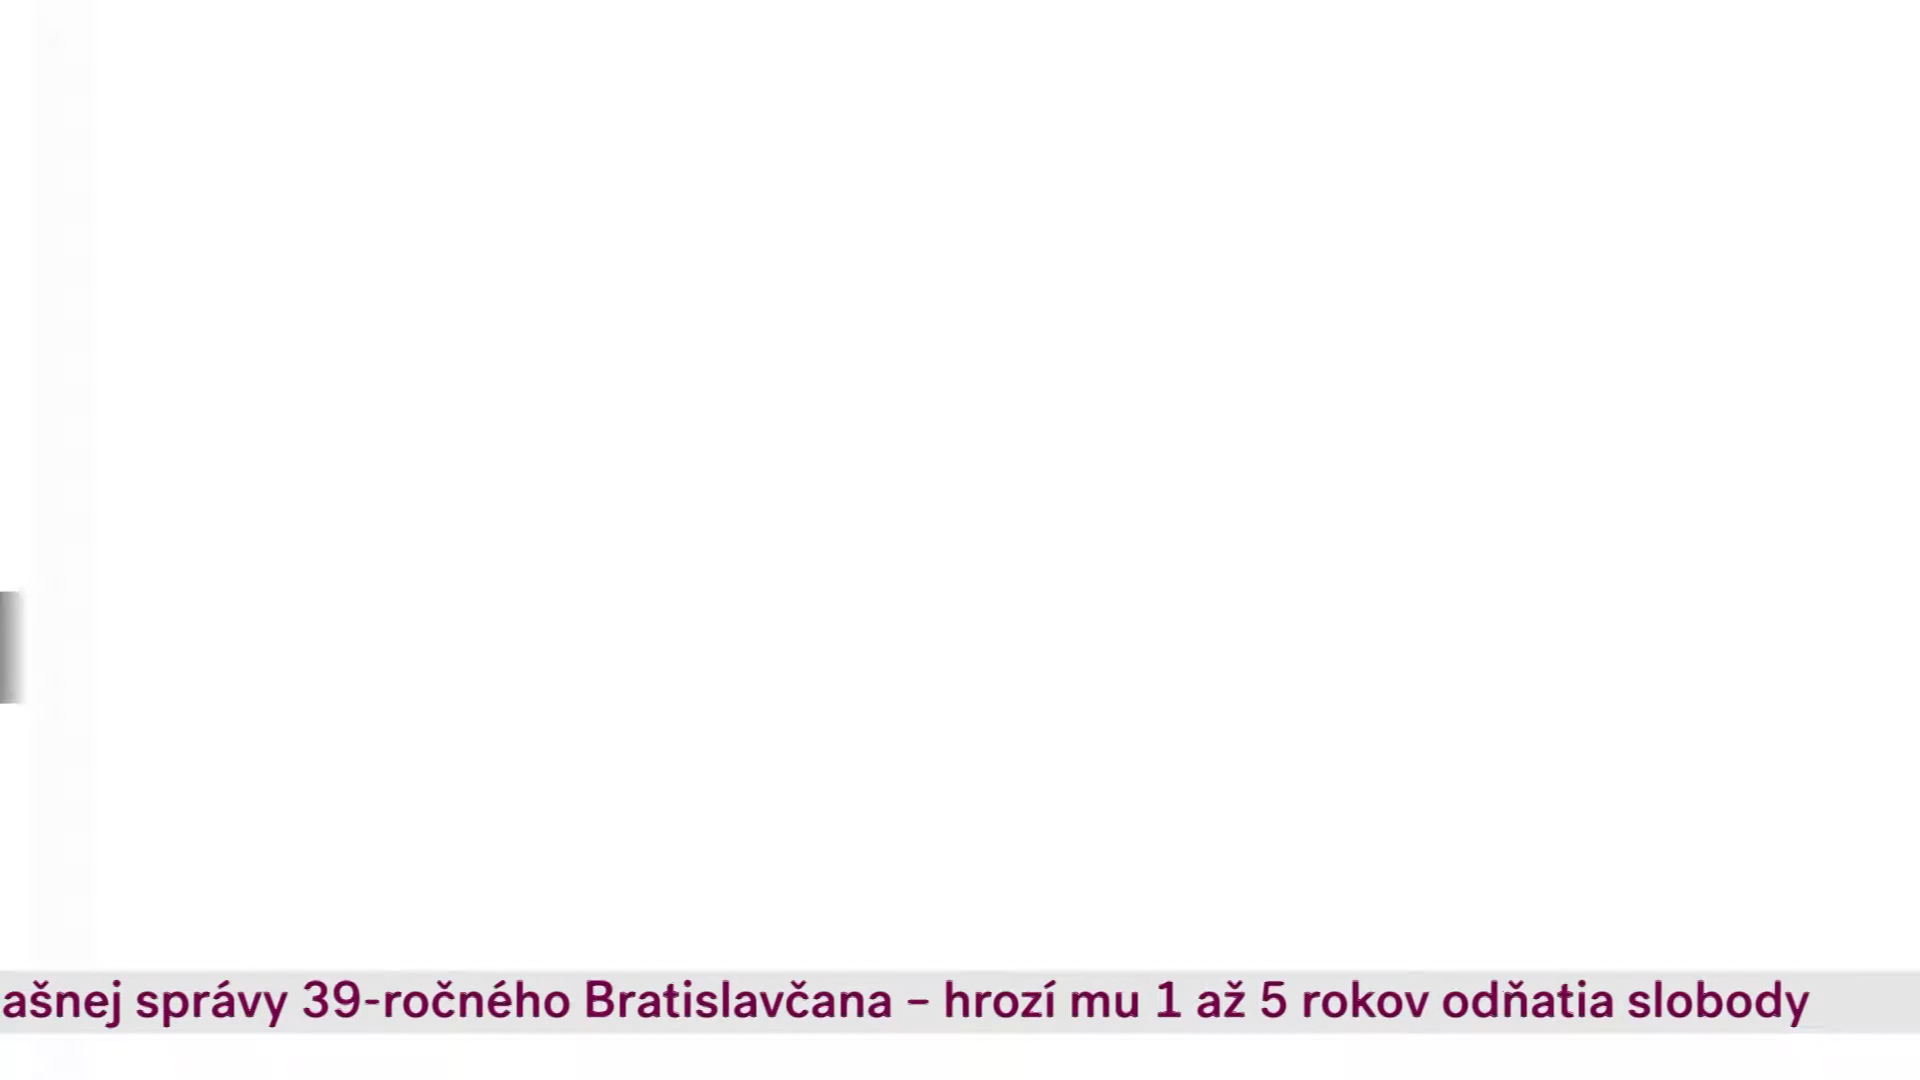 ašnej správy 39-ročného Bratislavčana – hrozí mu 1 až 5 rokov odňatia slobody